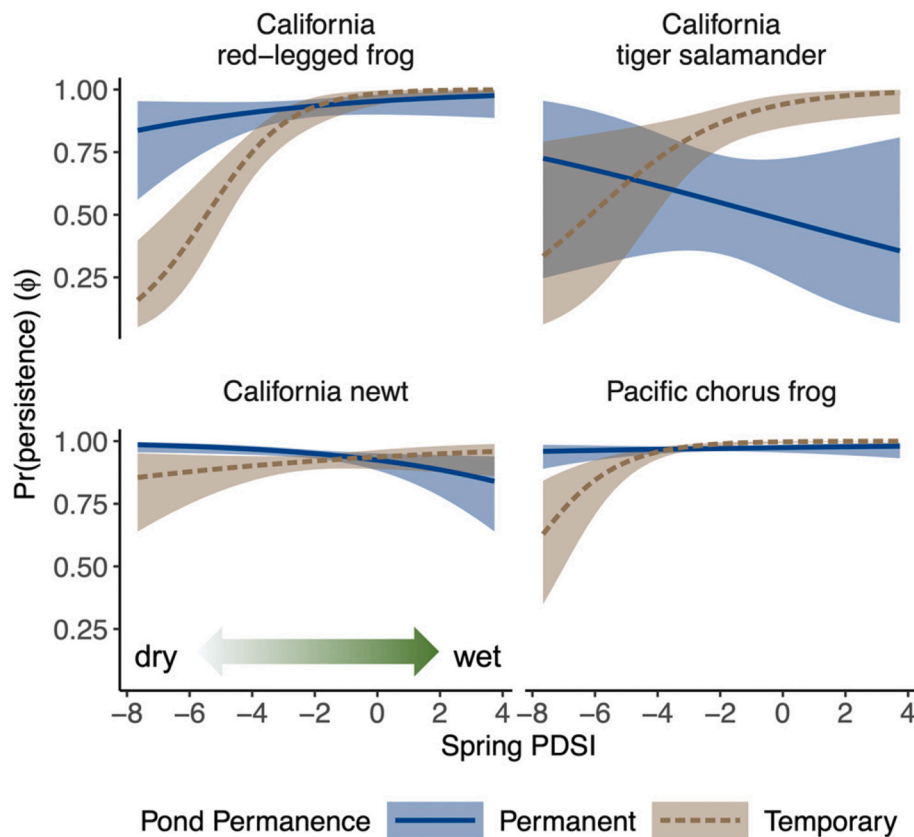 California
red–legged frog
California
tiger salamander
Pr(persistence) (ϕ)
1.00
0.75
0.50
0.25
California newt
Pacific chorus frog
1.00
0.75
0.50
0.25
dry
wet
−8 −6 −4 −2 0 2 4
−8 −6 −4 −2 0 2 4
Spring PDSI
Pond Permanence Permanent Temporary